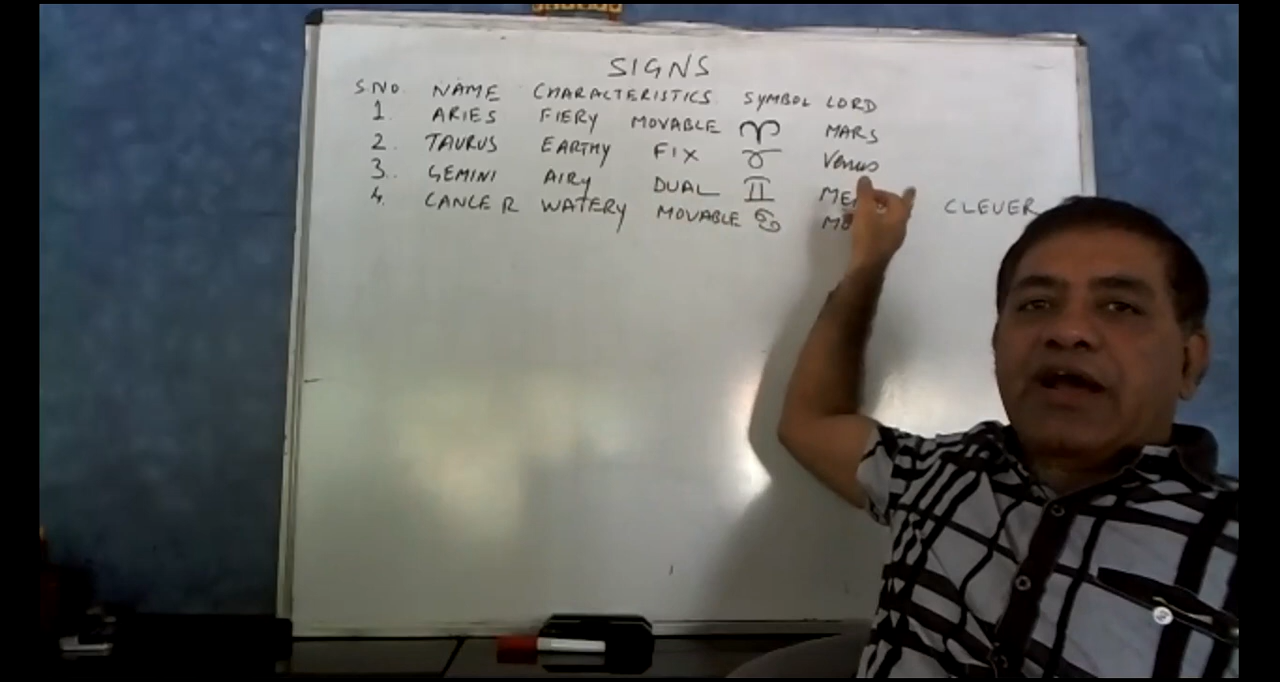 SIGNS
S NO. NAME CHARACTERISTICS SYMBOL LORD
1. ARIES FIERY MOVABLE ♈ MARS
2. TAURUS EARTHY FIX ♉ Venus
3. GEMINI AIRY DUAL ♊ CLEVER
4. CANCER WATERY MOVABLE ♋